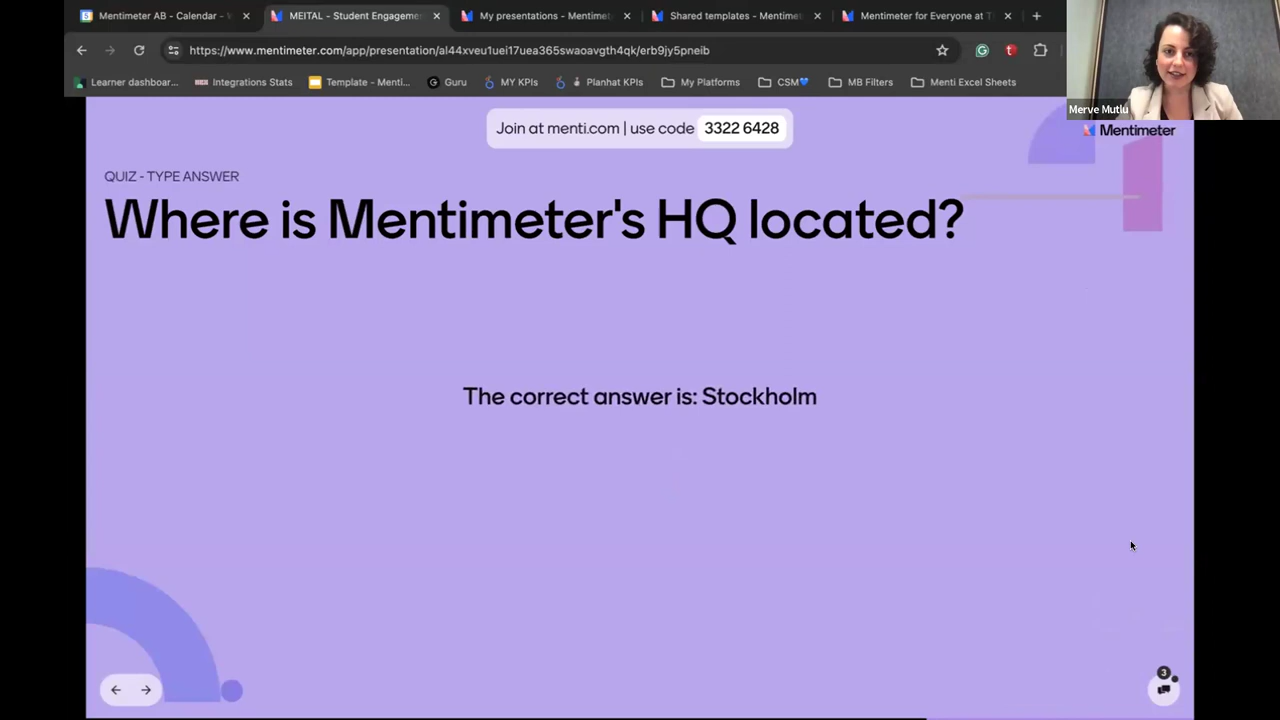 Mentimeter AB - Calendar - W
MEITAL - Student Engagemen
My presentations - Mentimete
Shared templates - Mentimete
Mentimeter for Everyone at T
https://www.mentimeter.com/app/presentation/al44xveu1uei17uea365swaoavgth4qk/erb9jy5pneib
Learner dashboar...
Integrations Stats
Template - Menti...
Guru
MY KPIs
Planhat KPIs
My Platforms
CSM💙
MB Filters
Menti Excel Sheets
Merve Mutlu
Join at menti.com | use code 3322 6428
Mentimeter
QUIZ - TYPE ANSWER
Where is Mentimeter's HQ located?
The correct answer is: Stockholm
3